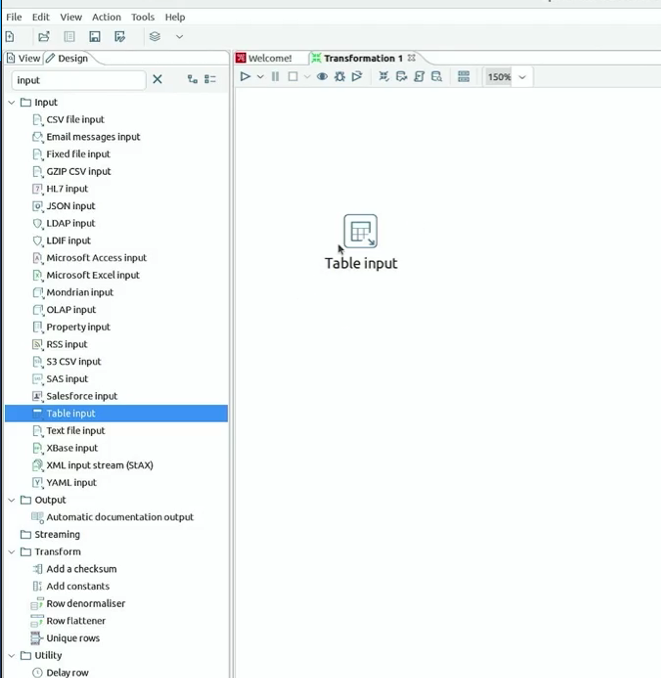 File Edit View Action Tools Help
View Design Welcome! Transformation 1
input 150%
Input
CSV file input
Email messages input
Fixed file input
GZIP CSV input
HL7 input
JSON input
LDAP input
LDIF input
Microsoft Access input
Microsoft Excel input
Mondrian input
OLAP input
Property input
RSS input
S3 CSV input
SAS input
Salesforce input
Table input
Text file input
XBase input
XML input stream (StAX)
YAML input
Output
Automatic documentation output
Streaming
Transform
Add a checksum
Add constants
Row denormaliser
Row flattener
Unique rows
Utility
Delay row
Table input